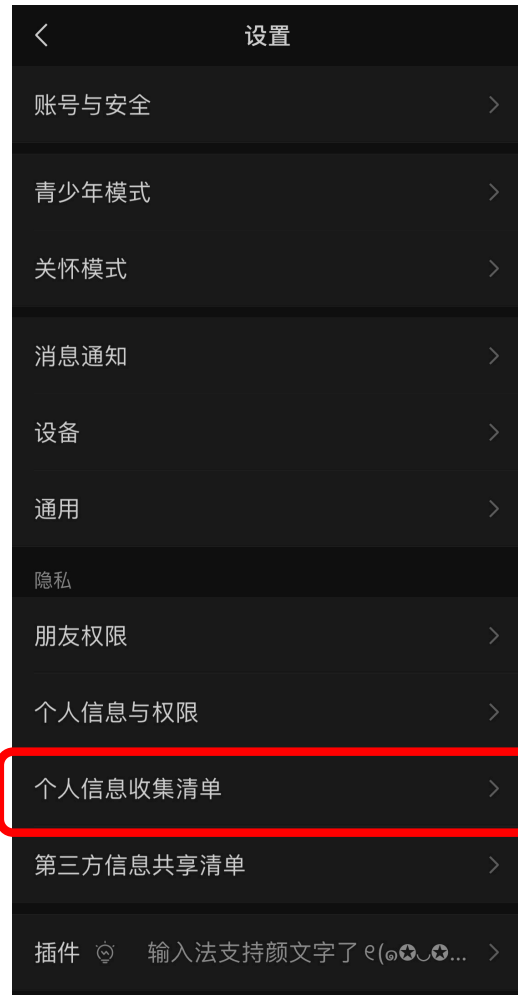 设置
账号与安全
青少年模式
关怀模式
消息通知
设备
通用
隐私
朋友权限
个人信息与权限
个人信息收集清单
第三方信息共享清单
插件 输入法支持颜文字了 ୧(๑✪◡✪...